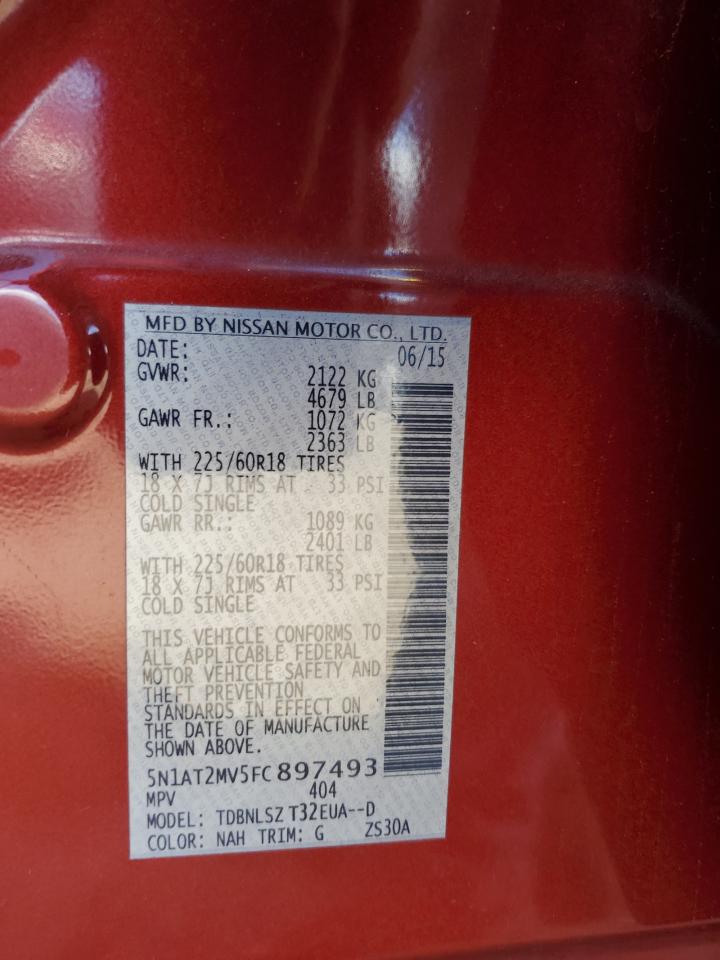 MFD BY NISSAN MOTOR CO., LTD.
DATE: 06/15
GVWR: 2122 KG
4679 LB
GAWR FR.: 1072 KG
2363 LB
WITH 225/60R18 TIRES
18 X 7J RIMS AT 33 PSI
COLD SINGLE
GAWR RR.: 1089 KG
2401 LB
WITH 225/60R18 TIRES
18 X 7J RIMS AT 33 PSI
COLD SINGLE
THIS VEHICLE CONFORMS TO
ALL APPLICABLE FEDERAL
MOTOR VEHICLE SAFETY AND
THEFT PREVENTION
STANDARDS IN EFFECT ON
THE DATE OF MANUFACTURE
SHOWN ABOVE.
5N1AT2MV5FC897493
MPV 404
MODEL: TDBNLSZ T32EUA--D
COLOR: NAH TRIM: G ZS30A